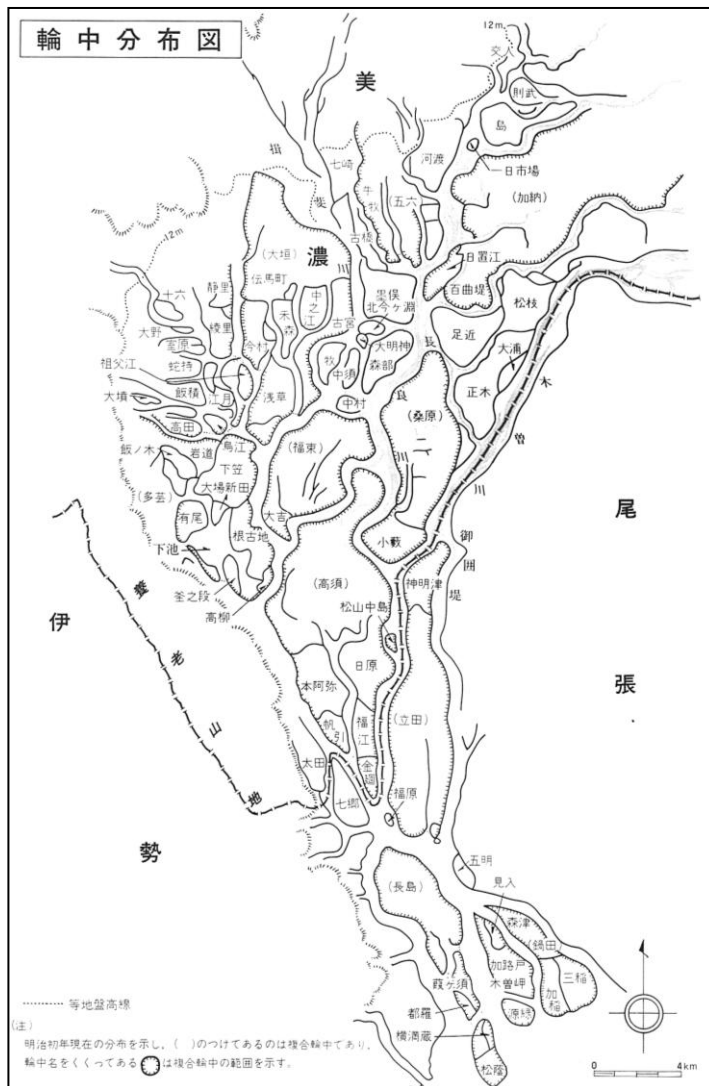 輪中分布図
12m
交人
則武
島
美
一日市場
河渡
七崎
(加納)
揖
斐
川
牛牧
(五六)
古橋
日置江
百曲堤
松枝
12m
濃
(大垣)
伝馬町
中之江
禾森
古宮
墨俣
北今ヶ淵
足近
大浦
静里
十六
綾里
大野
室原
今村
大明神
森部
長
良
川
正木
木
曽
川
祖父江
蛇持
牧
中須
大墳
飯積
江月
浅草
中村
(桑原)
高田
飯ノ木
岩道
烏江
下笠
(福東)
(多芸)
大場新田
尾
有尾
大吉
下池
根古地
小藪
御
囲
堤
釜之段
(高須)
神明津
高柳
伊
養
老
山
地
松山中島
張
日原
本阿弥
(立田)
帆引
福江
太田
金廻
七郷
福原
勢
五明
(長島)
見入
森津
(鍋田)
加路戸
木曽岬
三稲
加稲
葭ヶ須
都羅
源緑
横満蔵
松蔭
等地盤高線
(注)
明治初年現在の分布を示し、( )のつけてあるのは複合輪中であり、
輪中名をくくってある は複合輪中の範囲を示す。
0 4km